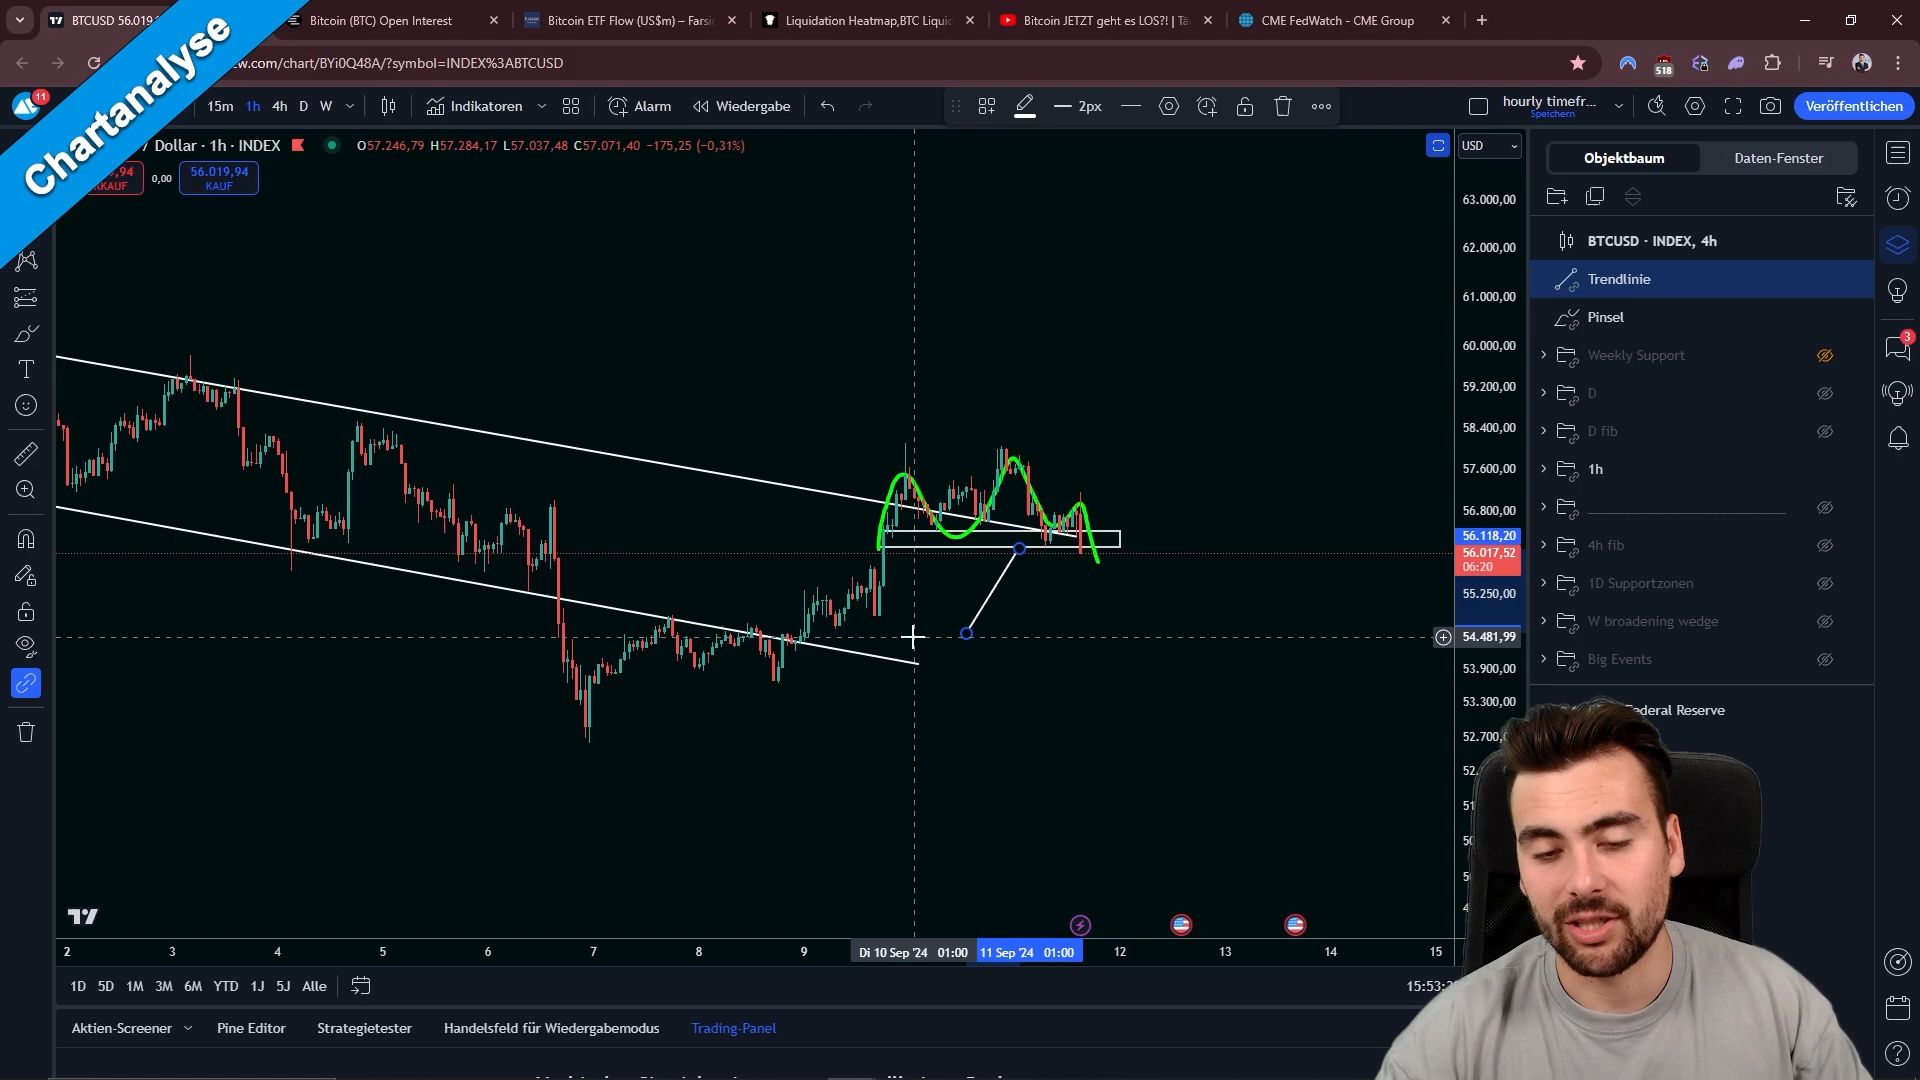 Chartanalyse
BTCUSD 56.019
Bitcoin (BTC) Open Interest
Bitcoin ETF Flow (US$m) – Farsi
Liquidation Heatmap,BTC Liqui
Bitcoin JETZT geht es LOS?! | Tä
CME FedWatch - CME Group
w.com/chart/BYi0Q48A/?symbol=INDEX%3ABTCUSD
518
11
15m
1h
4h
D
W
Indikatoren
Alarm
Wiedergabe
2px
hourly timefr...
Speichern
Veröffentlichen
Dollar · 1h · INDEX
O57.246,79 H57.284,17 L57.037,48 C57.071,40 −175,25 (−0,31%)
USD
RKAUF
0,00
56.019,94
KAUF
63.000,00
62.000,00
61.000,00
60.000,00
59.200,00
58.400,00
57.600,00
56.800,00
56.118,20
56.017,52
06:20
55.250,00
54.481,99
53.900,00
53.300,00
Objektbaum
Daten-Fenster
BTCUSD · INDEX, 4h
Trendlinie
Pinsel
Weekly Support
D
D fib
1h
4h fib
1D Supportzonen
W broadening wedge
Big Events
Federal Reserve
3
2 3 4 5 6 7 8 9
Di 10 Sep '24 01:00
11 Sep '24 01:00
12 13 14 15
1D 5D 1M 3M 6M YTD 1J 5J Alle
Aktien-Screener
Pine Editor
Strategietester
Handelsfeld für Wiedergabemodus
Trading-Panel